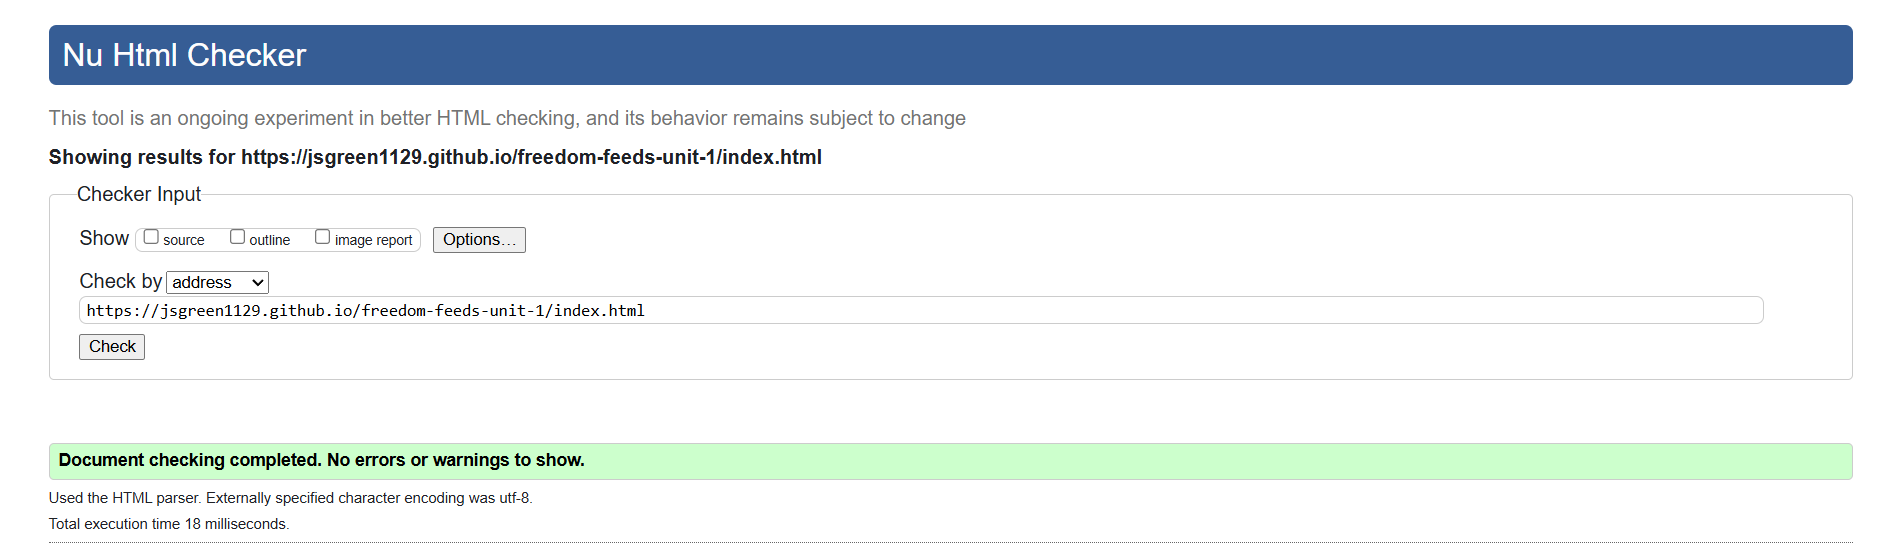 Nu Html Checker
This tool is an ongoing experiment in better HTML checking, and its behavior remains subject to change
Showing results for https://jsgreen1129.github.io/freedom-feeds-unit-1/index.html
Checker Input
Show source outline image report Options...
Check by address
https://jsgreen1129.github.io/freedom-feeds-unit-1/index.html
Check
Document checking completed. No errors or warnings to show.
Used the HTML parser. Externally specified character encoding was utf-8.
Total execution time 18 milliseconds.